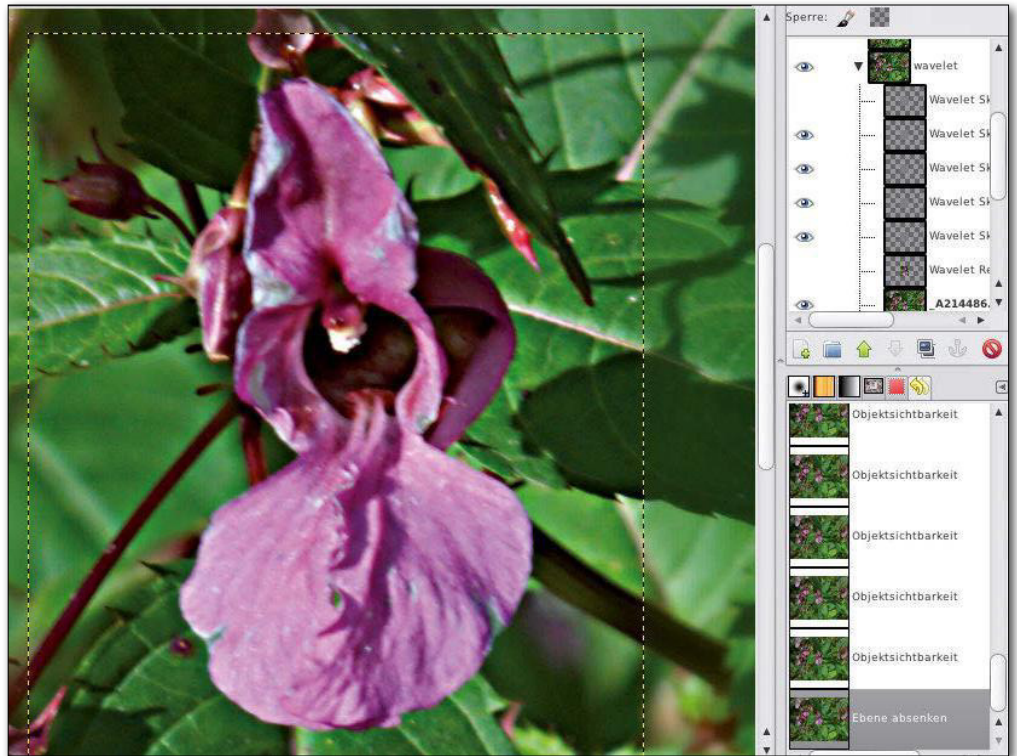 Sperre:
wavelet
Wavelet Sk
Wavelet Sk
Wavelet Sk
Wavelet Sk
Wavelet Sk
Wavelet Re
_A214486.
Objektsichtbarkeit
Objektsichtbarkeit
Objektsichtbarkeit
Objektsichtbarkeit
Objektsichtbarkeit
Ebene absenken